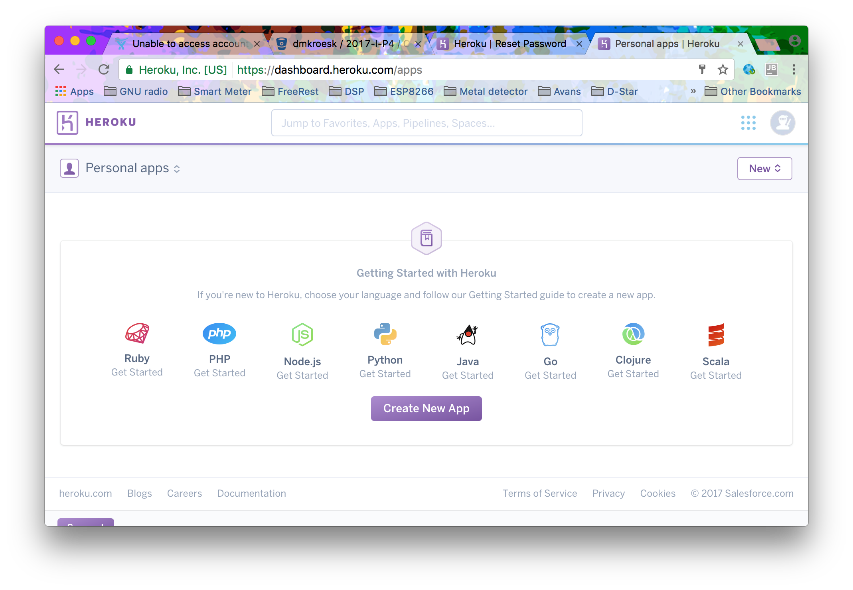 Unable to access account
dmkroesk / 2017-I-P4 /
Heroku | Reset Password
Personal apps | Heroku
Heroku, Inc. [US]
https://dashboard.heroku.com/apps
Apps
GNU radio
Smart Meter
FreeRest
DSP
ESP8266
Metal detector
Avans
D-Star
»
Other Bookmarks
HEROKU
Jump to Favorites, Apps, Pipelines, Spaces...
Personal apps
New
Getting Started with Heroku
If you're new to Heroku, choose your language and follow our Getting Started guide to create a new app.
php
JS
Ruby
Get Started
PHP
Get Started
Node.js
Get Started
Python
Get Started
Java
Get Started
Go
Get Started
Clojure
Get Started
Scala
Get Started
Create New App
heroku.com
Blogs
Careers
Documentation
Terms of Service
Privacy
Cookies
© 2017 Salesforce.com